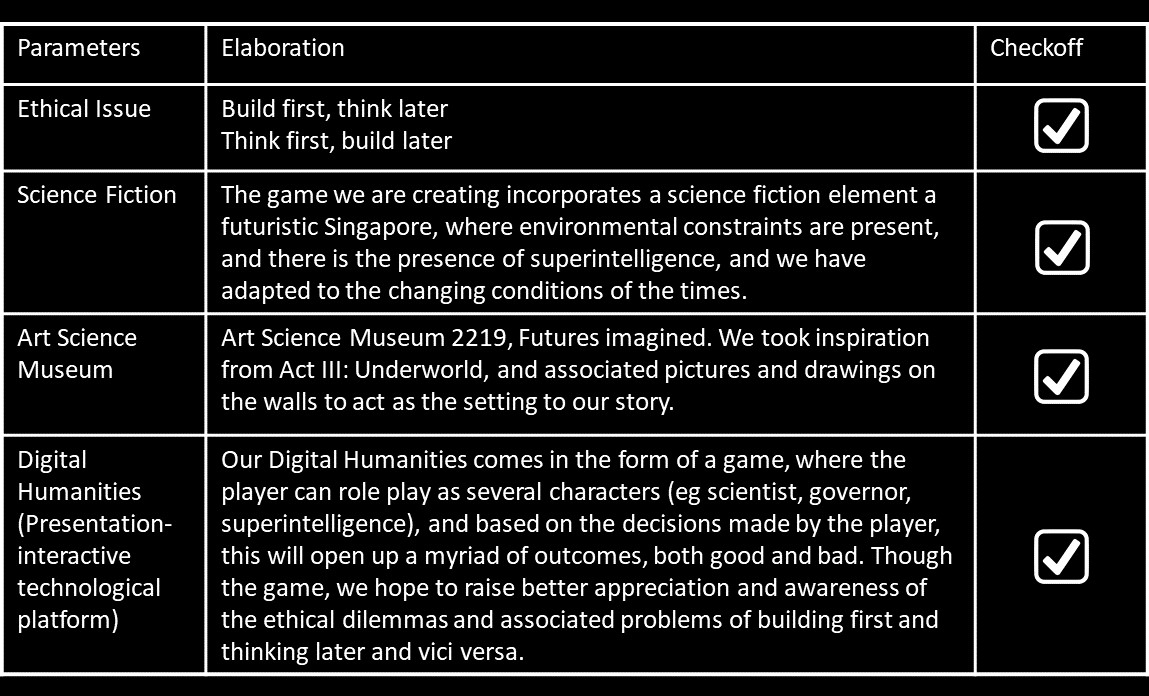 Parameters
Elaboration
Checkoff
Ethical Issue
Build first, think later
Think first, build later
Science Fiction
The game we are creating incorporates a science fiction element a
futuristic Singapore, where environmental constraints are present,
and there is the presence of superintelligence, and we have
adapted to the changing conditions of the times.
Art Science
Museum
Art Science Museum 2219, Futures imagined. We took inspiration
from Act III: Underworld, and associated pictures and drawings on
the walls to act as the setting to our story.
Digital
Humanities
(Presentation-
interactive
technological
platform)
Our Digital Humanities comes in the form of a game, where the
player can role play as several characters (eg scientist, governor,
superintelligence), and based on the decisions made by the player,
this will open up a myriad of outcomes, both good and bad. Though
the game, we hope to raise better appreciation and awareness of
the ethical dilemmas and associated problems of building first and
thinking later and vici versa.